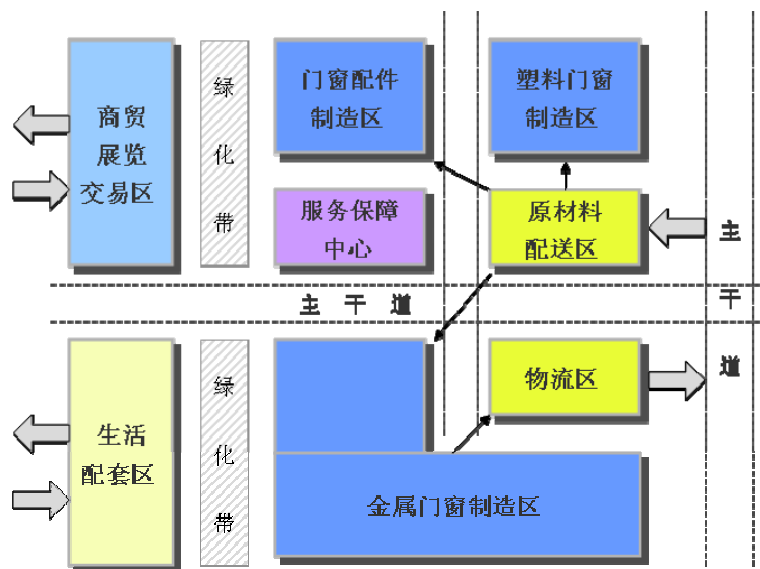 商贸
展览
交易区
绿
化
带
门窗配件
制造区
塑料门窗
制造区
服务保障
中心
原材料
配送区
主干道
主
干
道
生活
配套区
绿
化
带
物流区
金属门窗制造区